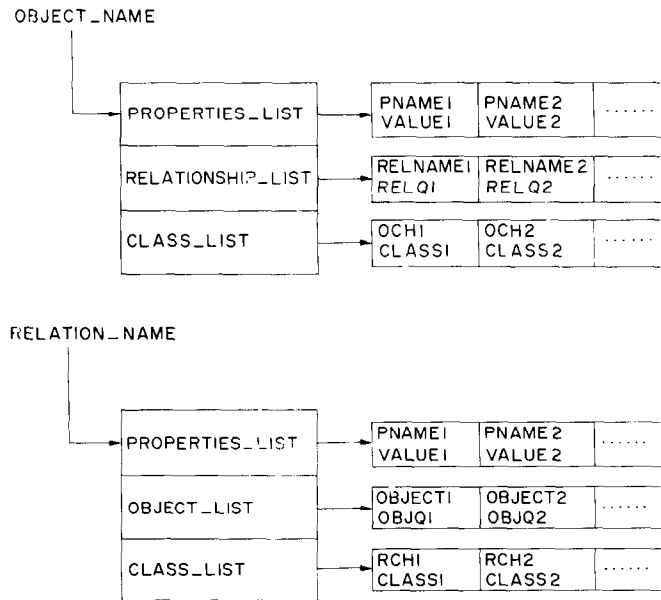 OBJECT_NAME
PROPERTIES_LIST
PNAME1 PNAME2 ......
VALUE1 VALUE2
RELATIONSHIP_LIST
RELNAME1 RELNAME2 ......
RELQ1 RELQ2
CLASS_LIST
OCH1 OCH2 ......
CLASS1 CLASS2
RELATION_NAME
PROPERTIES_LIST
PNAME1 PNAME2 ......
VALUE1 VALUE2
OBJECT_LIST
OBJECT1 OBJECT2 ......
OBJQ1 OBJQ2
CLASS_LIST
RCH1 RCH2 ......
CLASS1 CLASS2